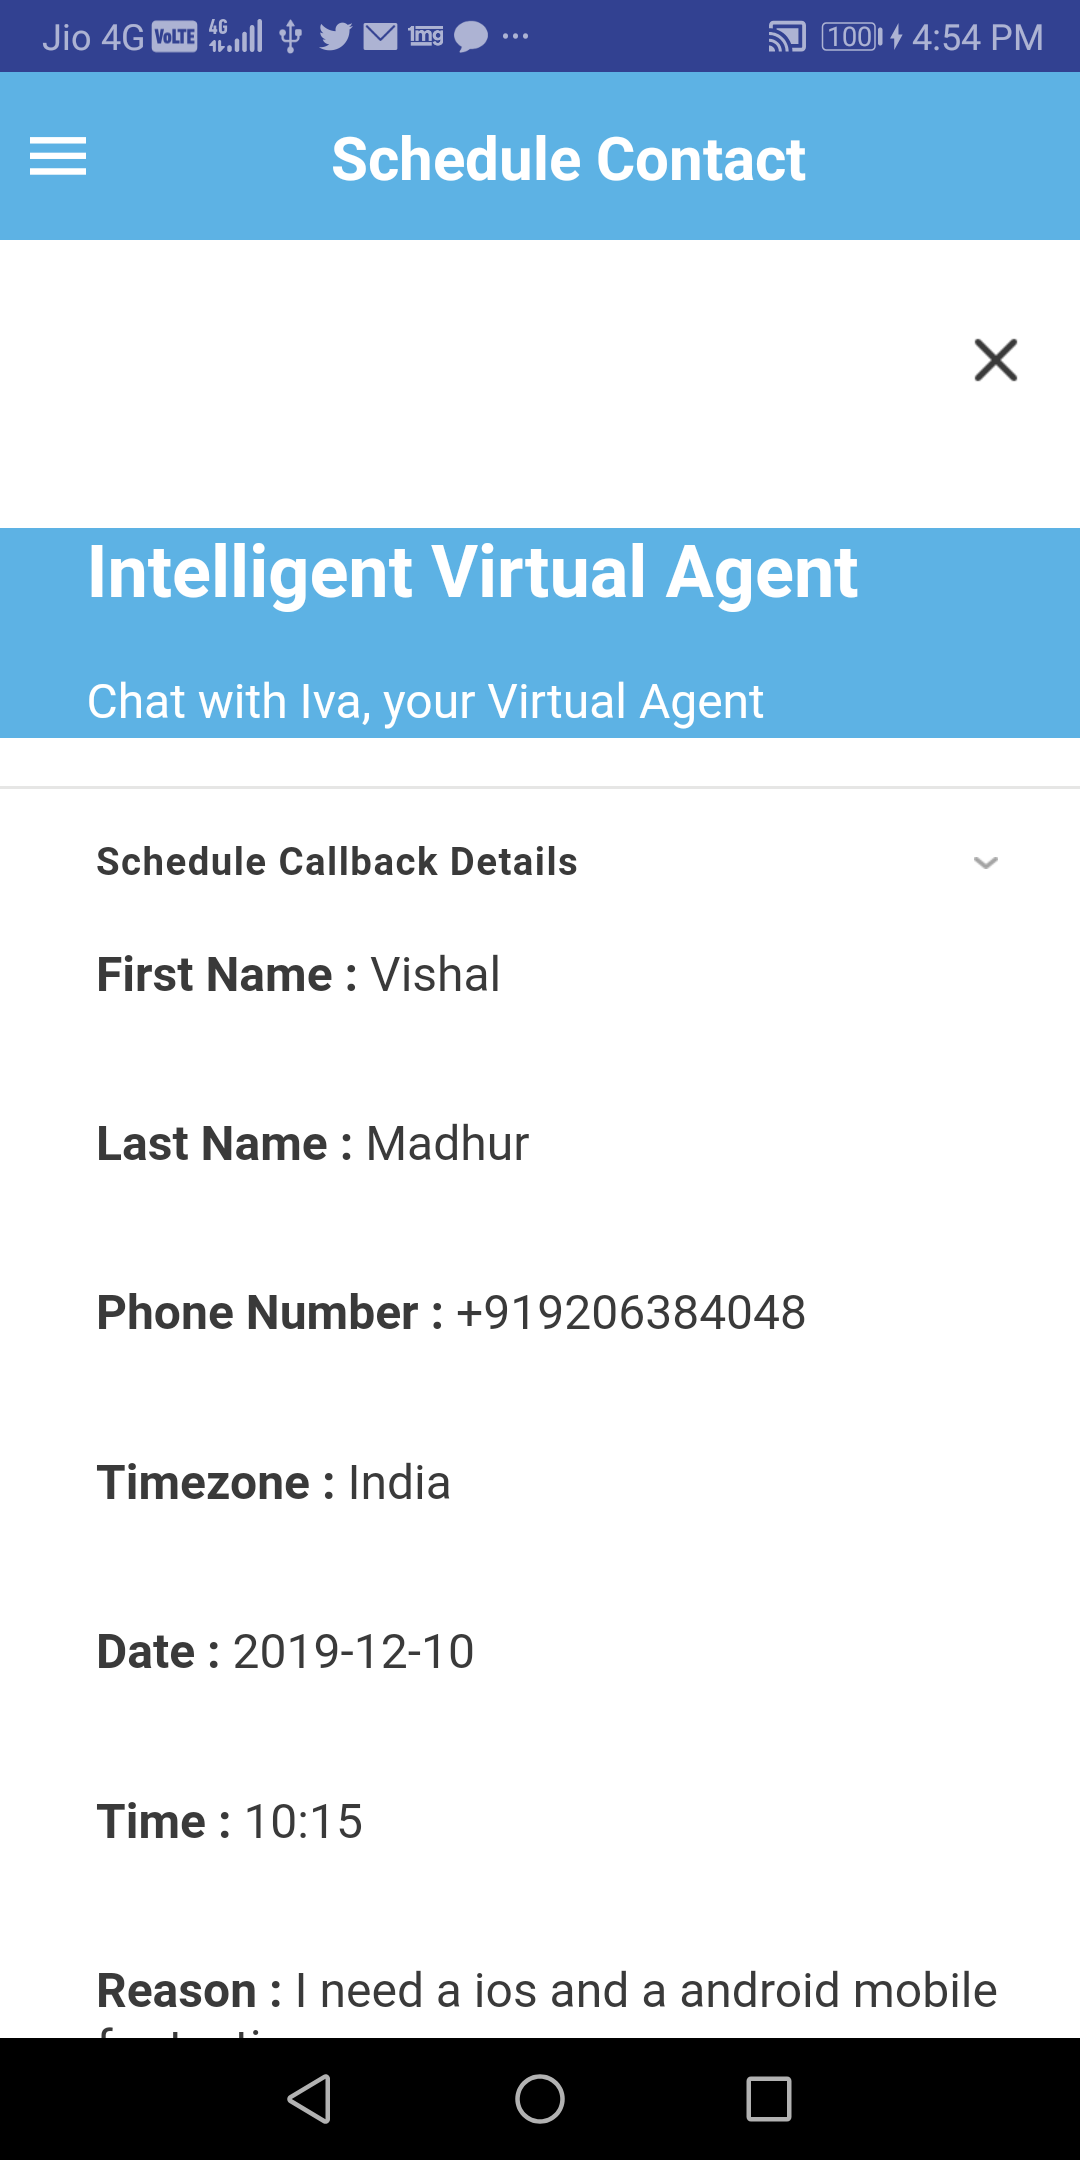 Jio 4G VoLTE 4G 1mg 100 4:54 PM
Schedule Contact
Intelligent Virtual Agent
Chat with Iva, your Virtual Agent
Schedule Callback Details
First Name : Vishal
Last Name : Madhur
Phone Number : +919206384048
Timezone : India
Date : 2019-12-10
Time : 10:15
Reason : I need a ios and a android mobile